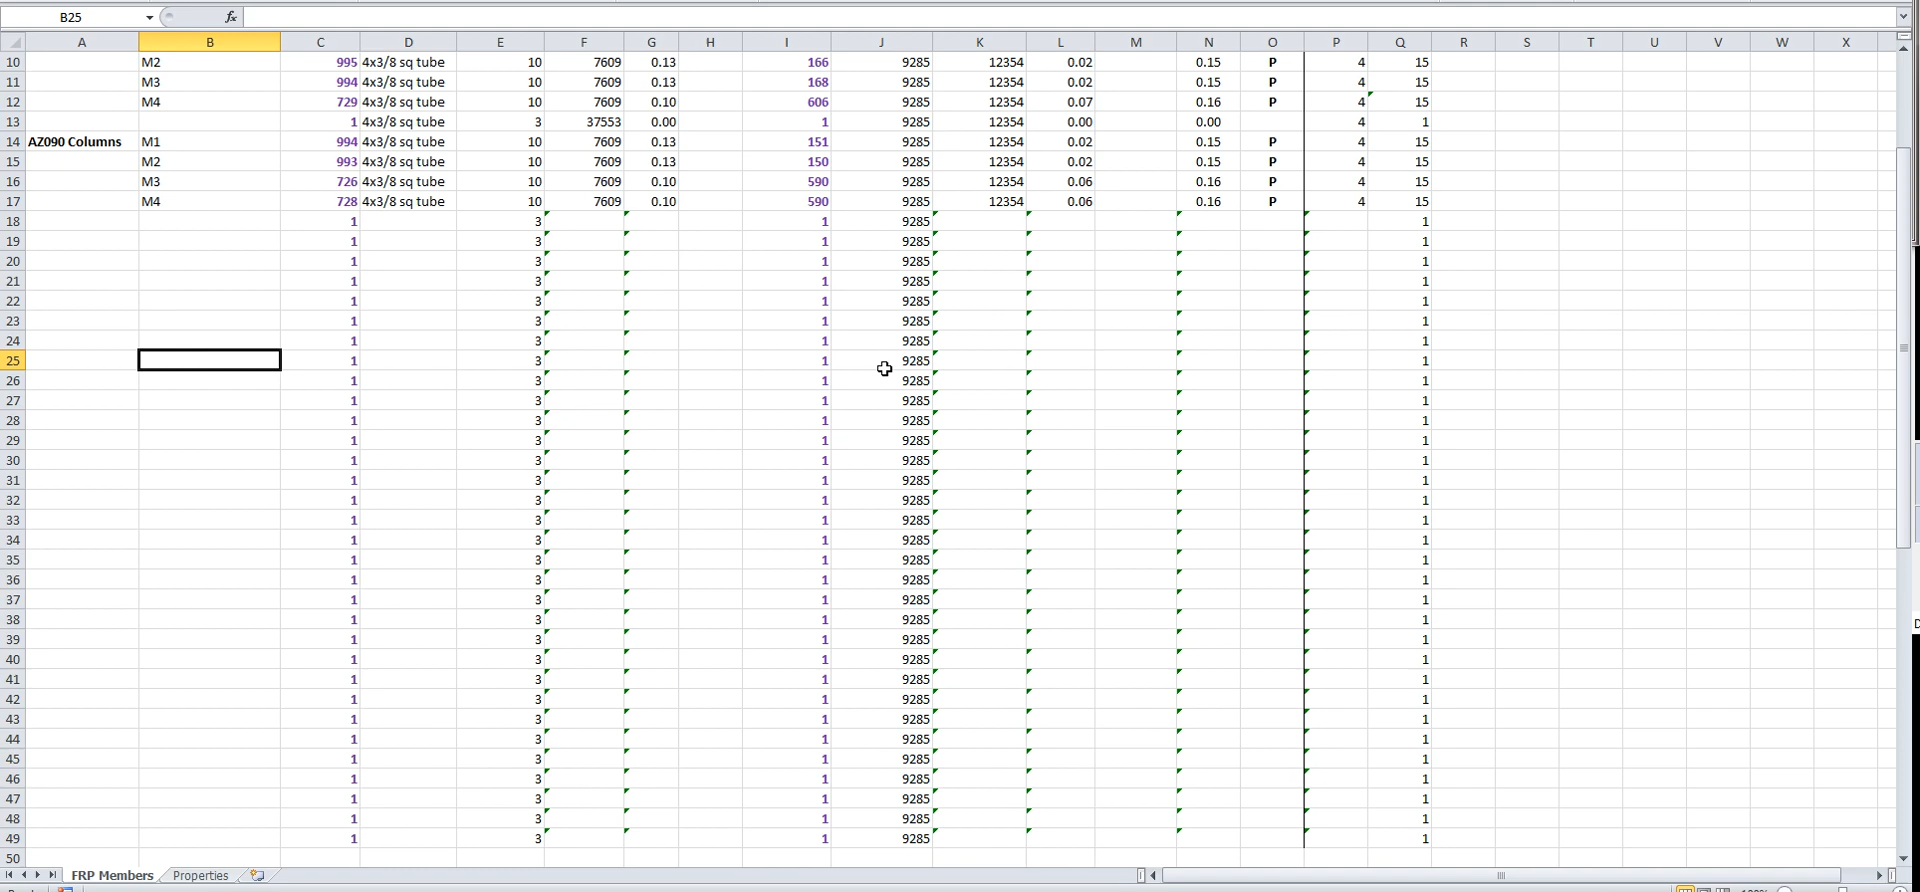 B25 fx
A B C D E F G H I J K L M N O P Q R S T U V W X
10 M2 995 4x3/8 sq tube 10 7609 0.13 166 9285 12354 0.02 0.15 P 4 15
11 M3 994 4x3/8 sq tube 10 7609 0.13 168 9285 12354 0.02 0.15 P 4 15
12 M4 729 4x3/8 sq tube 10 7609 0.10 606 9285 12354 0.07 0.16 P 4 15
13 1 4x3/8 sq tube 3 37553 0.00 1 9285 12354 0.00 0.00 4 1
14 AZ090 Columns M1 994 4x3/8 sq tube 10 7609 0.13 151 9285 12354 0.02 0.15 P 4 15
15 M2 993 4x3/8 sq tube 10 7609 0.13 150 9285 12354 0.02 0.15 P 4 15
16 M3 726 4x3/8 sq tube 10 7609 0.10 590 9285 12354 0.06 0.16 P 4 15
17 M4 728 4x3/8 sq tube 10 7609 0.10 590 9285 12354 0.06 0.16 P 4 15
18 1 3 1 9285 1
19 1 3 1 9285 1
20 1 3 1 9285 1
21 1 3 1 9285 1
22 1 3 1 9285 1
23 1 3 1 9285 1
24 1 3 1 9285 1
25 1 3 1 9285 1
26 1 3 1 9285 1
27 1 3 1 9285 1
28 1 3 1 9285 1
29 1 3 1 9285 1
30 1 3 1 9285 1
31 1 3 1 9285 1
32 1 3 1 9285 1
33 1 3 1 9285 1
34 1 3 1 9285 1
35 1 3 1 9285 1
36 1 3 1 9285 1
37 1 3 1 9285 1
38 1 3 1 9285 1
39 1 3 1 9285 1
40 1 3 1 9285 1
41 1 3 1 9285 1
42 1 3 1 9285 1
43 1 3 1 9285 1
44 1 3 1 9285 1
45 1 3 1 9285 1
46 1 3 1 9285 1
47 1 3 1 9285 1
48 1 3 1 9285 1
49 1 3 1 9285 1
50
FRP Members Properties